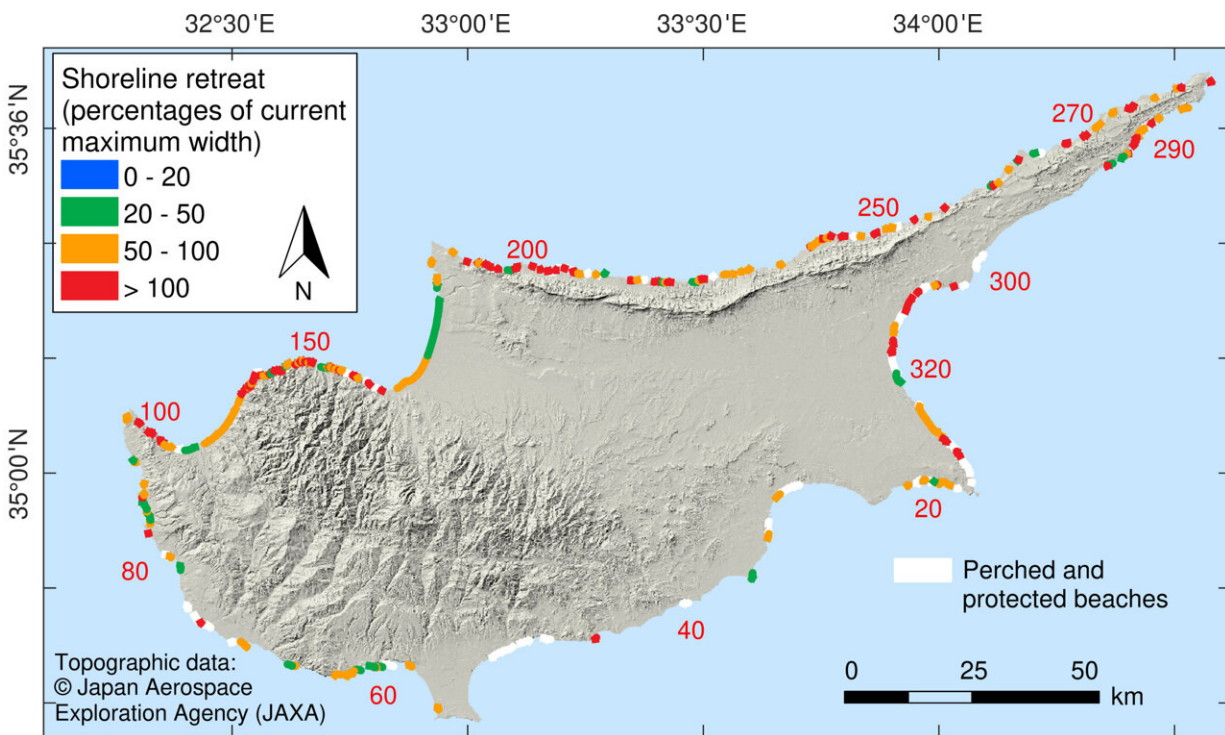 32°30'E 33°00'E 33°30'E 34°00'E
35°36'N
35°00'N
Shoreline retreat
(percentages of current
maximum width)
0 - 20
20 - 50
50 - 100
> 100
N
270
290
250
200
300
150
320
100
20
80
40
60
Perched and
protected beaches
Topographic data:
© Japan Aerospace
Exploration Agency (JAXA)
0 25 50
km